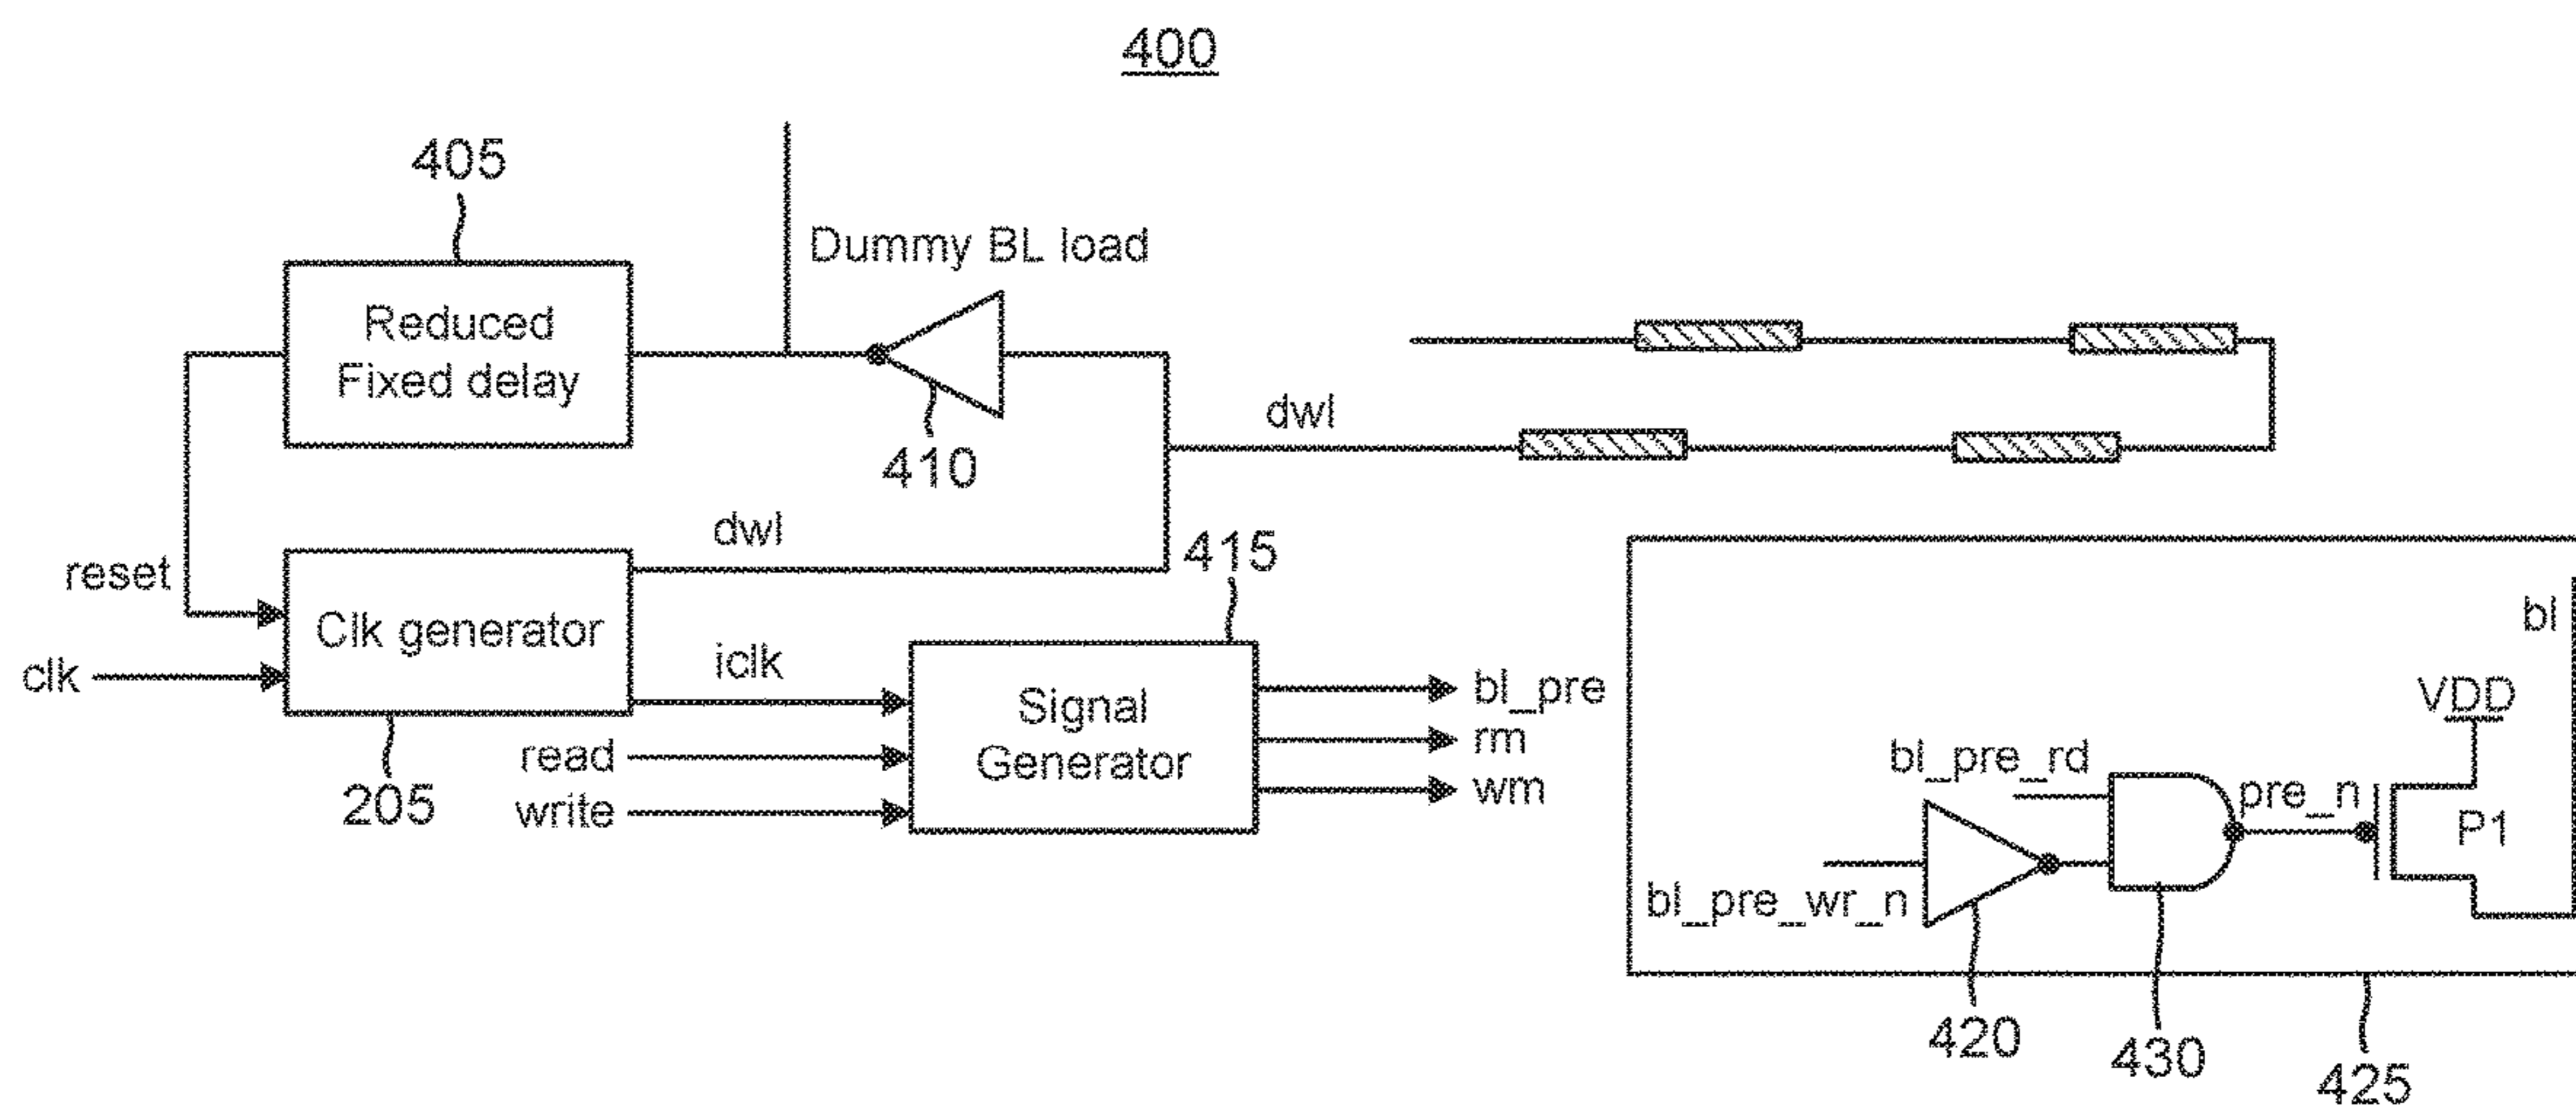 400
405
Dummy BL load
Reduced
Fixed delay
410
dwl
dwl
415
reset
Clk generator
bl
clk
iclk
Signal
Generator
bl_pre
VDD
read
rm
bl_pre_rd
205
write
wm
pre_n
P1
bl_pre_wr_n
420
430
425